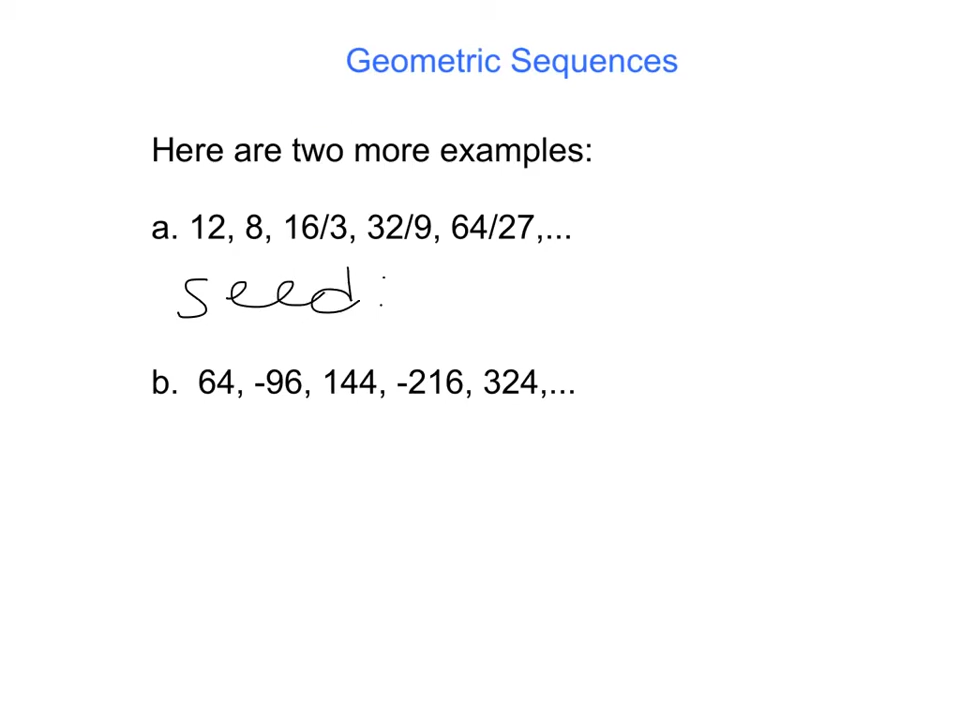 Geometric Sequences
Here are two more examples:
a. 12, 8, 16/3, 32/9, 64/27,...
seed:
b. 64, -96, 144, -216, 324,...